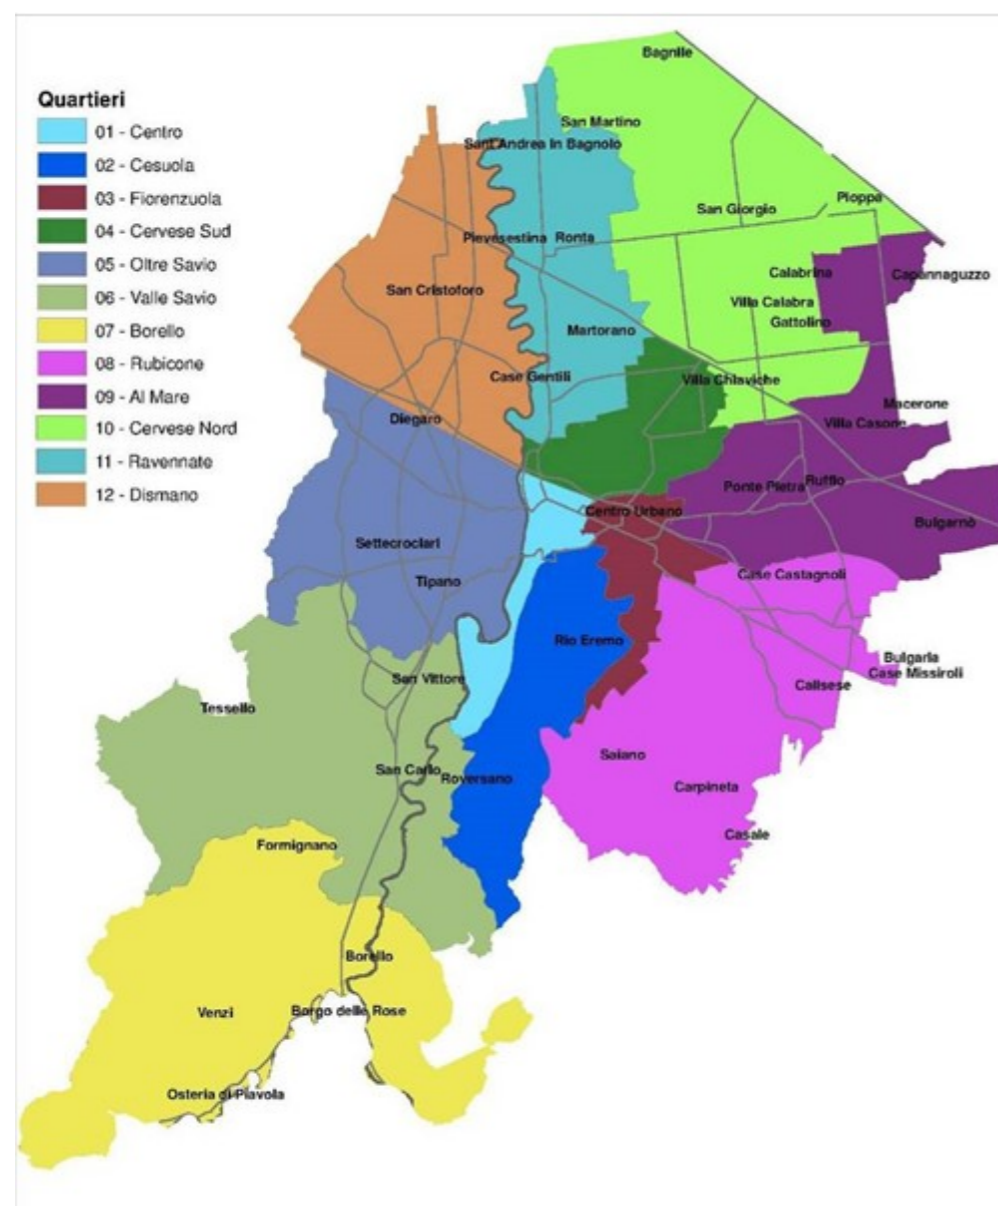 Quartieri
01 - Centro
02 - Cesuola
03 - Fiorenzuola
04 - Cervese Sud
05 - Oltre Savio
06 - Valle Savio
07 - Borello
08 - Rubicone
09 - Al Mare
10 - Cervese Nord
11 - Ravennate
12 - Dismano
Bagnile
San Martino
Sant Andrea In Bagnolo
Pioppa
San Giorgio
Pievesestina
Ronta
Calabrina
Capannaguzzo
San Cristoforo
Villa Calabra
Gattolino
Martorano
Case Gentili
Villa Chiaviche
Macerone
Diegaro
Villa Casone
Ponte Pietra
Ruffio
Centro Urbano
Bulgarnò
Settecrociari
Tipano
Case Castagnoli
Rio Eremo
Bulgaria
Case Missiroli
San Vittore
Calisese
Tessello
Saiano
San Carlo
Roversano
Carpineta
Casale
Formignano
Borello
Venzi
Borgo delle Rose
Osteria di Piavola